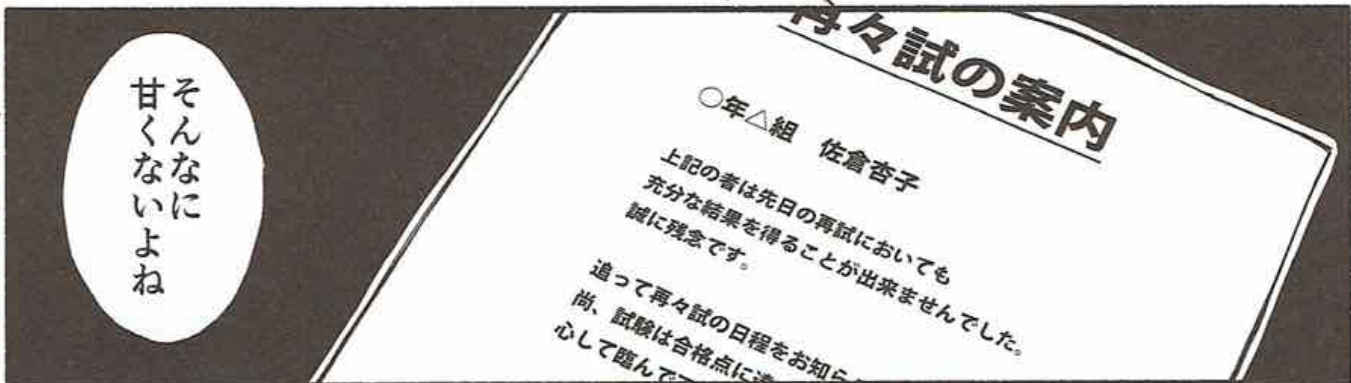 再々試の案内
○年△組 佐倉杏子
上記の者は先日の再試においても
充分な結果を得ることが出来ませんでした。
誠に残念です。
追って再々試の日程をお知ら
尚、試験は合格点に達
心して臨んで
そんなに
甘くないよね